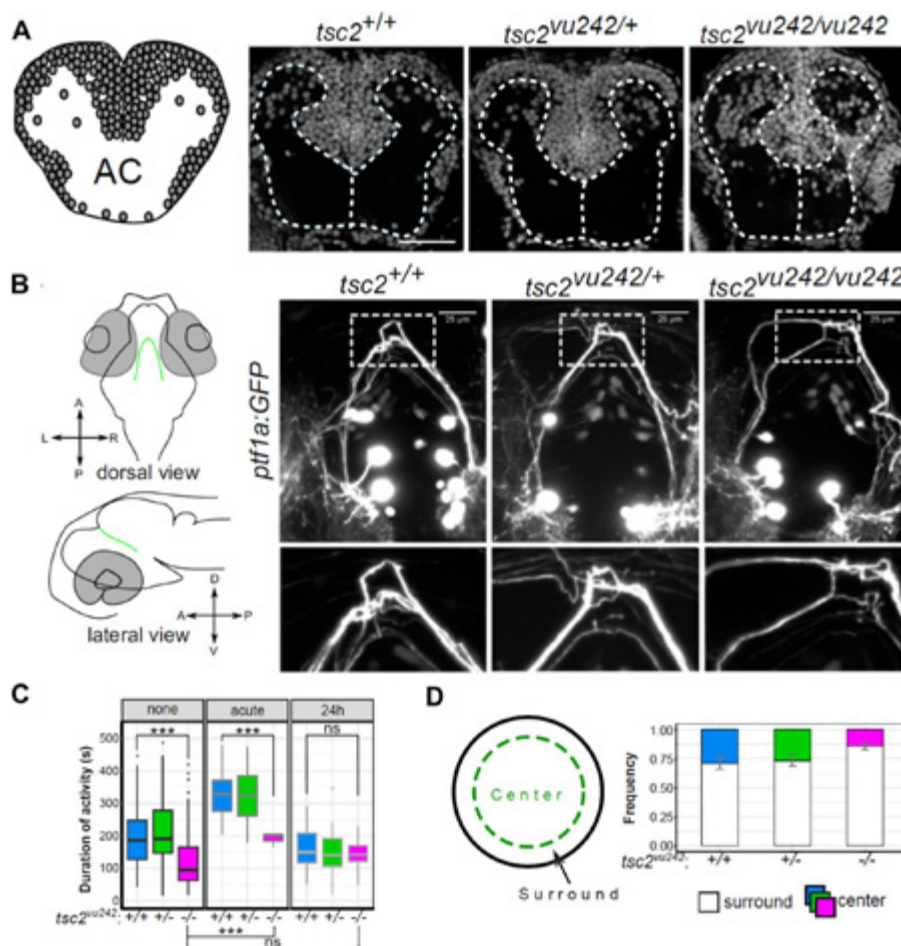 A
tsc2+/+
tsc2vu242/+
tsc2vu242/vu242
AC
B
tsc2+/+
tsc2vu242/+
tsc2vu242/vu242
25 µm
25 µm
25 µm
ptf1a:GFP
A
L R
P
dorsal view
D
A P
V
lateral view
C
none acute 24h
*** *** ns
Duration of activity (s)
500
400
300
200
100
0
tsc2vu242: +/+ +/- -/- +/+ +/- -/- +/+ +/- -/-
***
ns
D
Center
Surround
Frequency
1.00
0.75
0.50
0.25
0.00
tsc2vu242: +/+ +/- -/-
surround center